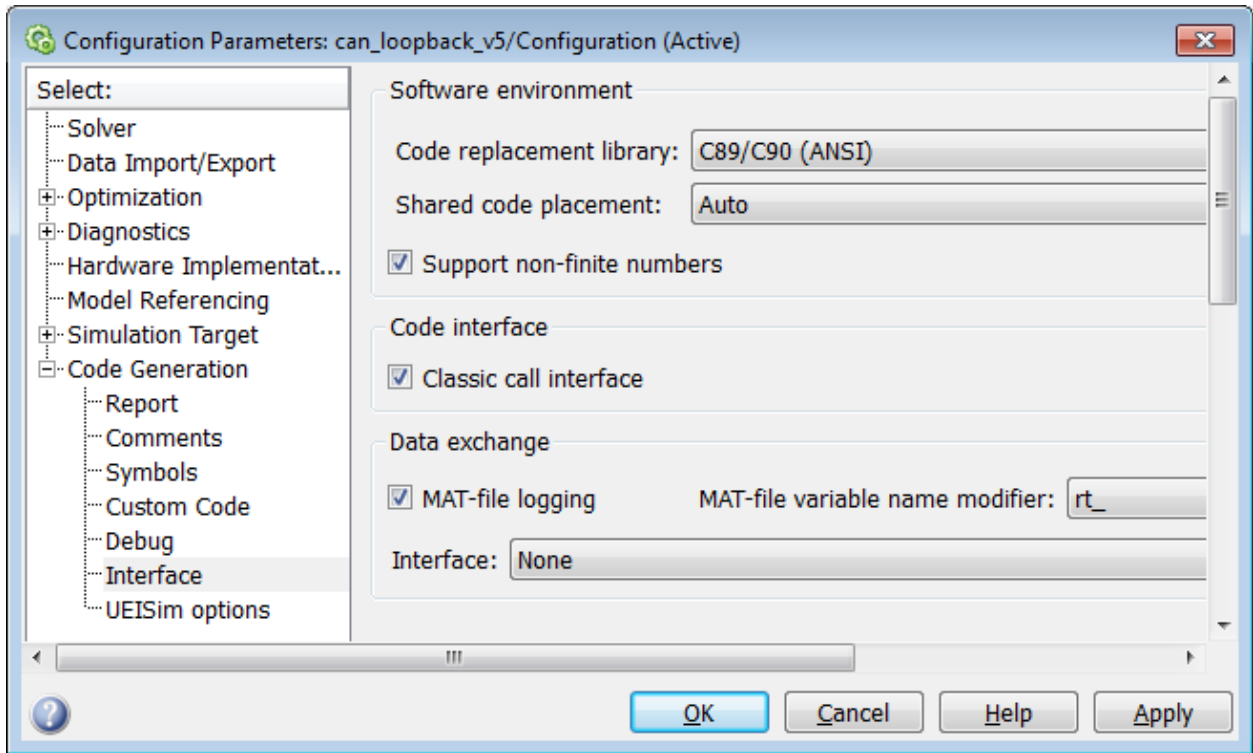 Configuration Parameters: can_loopback_v5/Configuration (Active)
Select:
Solver
Data Import/Export
Optimization
Diagnostics
Hardware Implementat...
Model Referencing
Simulation Target
Code Generation
Report
Comments
Symbols
Custom Code
Debug
Interface
UEISim options
Software environment
Code replacement library: C89/C90 (ANSI)
Shared code placement: Auto
Support non-finite numbers
Code interface
Classic call interface
Data exchange
MAT-file logging MAT-file variable name modifier: rt_
Interface: None
OK Cancel Help Apply